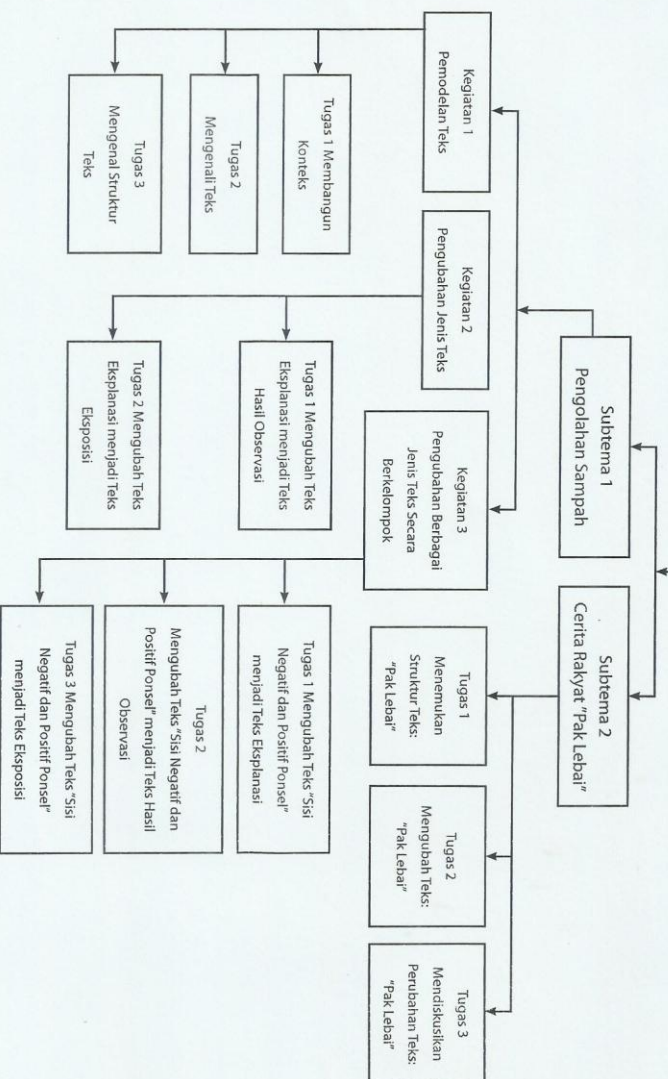 Subtema 1
Pengolahan Sampah
Subtema 2
Cerita Rakyat "Pak Lebai"
Kegiatan 1
Pemodelan Teks
Kegiatan 2
Pengubahan Jenis Teks
Kegiatan 3
Pengubahan Berbagai
Jenis Teks Secara
Berkelompok
Tugas 1
Menemukan
Struktur Teks:
"Pak Lebai"
Tugas 2
Mengubah Teks:
"Pak Lebai"
Tugas 3
Mendiskusikan
Perubahan Teks:
"Pak Lebai"
Tugas 1 Membangun
Konteks
Tugas 2
Mengenali Teks
Tugas 3
Mengenal Struktur
Teks
Tugas 1 Mengubah Teks
Eksplanasi menjadi Teks
Hasil Observasi
Tugas 2 Mengubah Teks
Eksplanasi menjadi Teks
Eksposisi
Tugas 1 Mengubah Teks "Sisi
Negatif dan Positif Ponsel"
menjadi Teks Eksplanasi
Tugas 2
Mengubah Teks "Sisi Negatif dan
Positif Ponsel" menjadi Teks Hasil
Observasi
Tugas 3 Mengubah Teks "Sisi
Negatif dan Positif Ponsel"
menjadi Teks Eksposisi